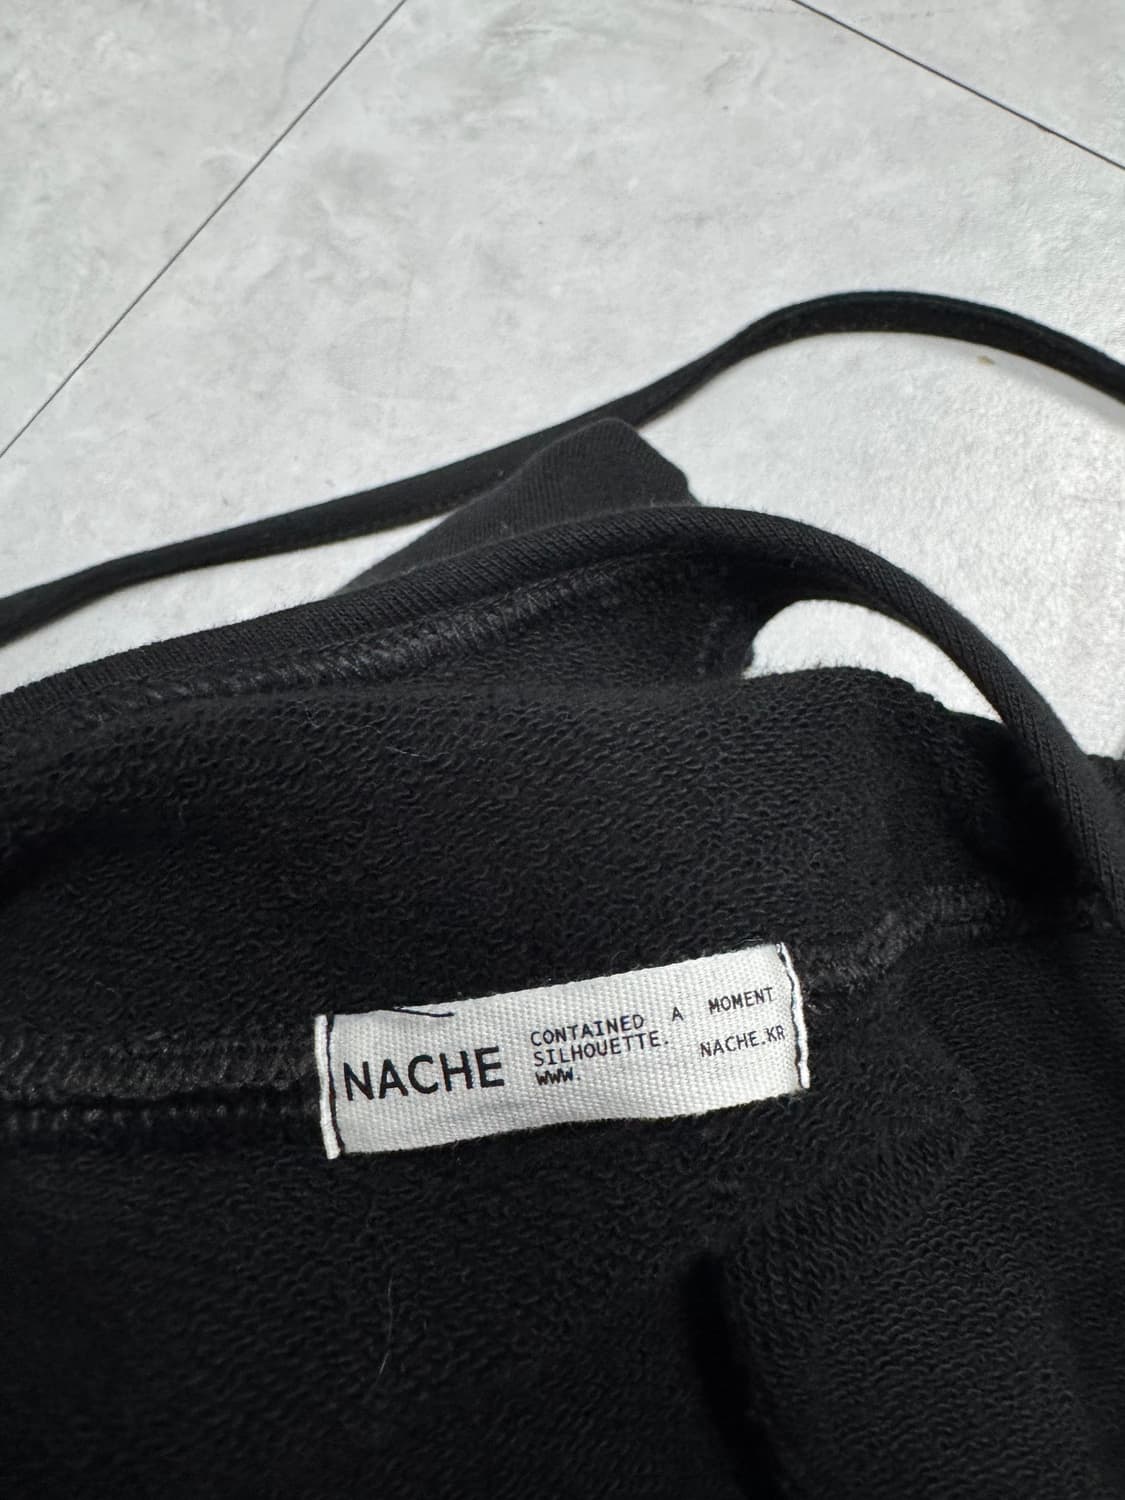 NACHE
CONTAINED A MOMENT
SILHOUETTE.
WWW. NACHE.KR